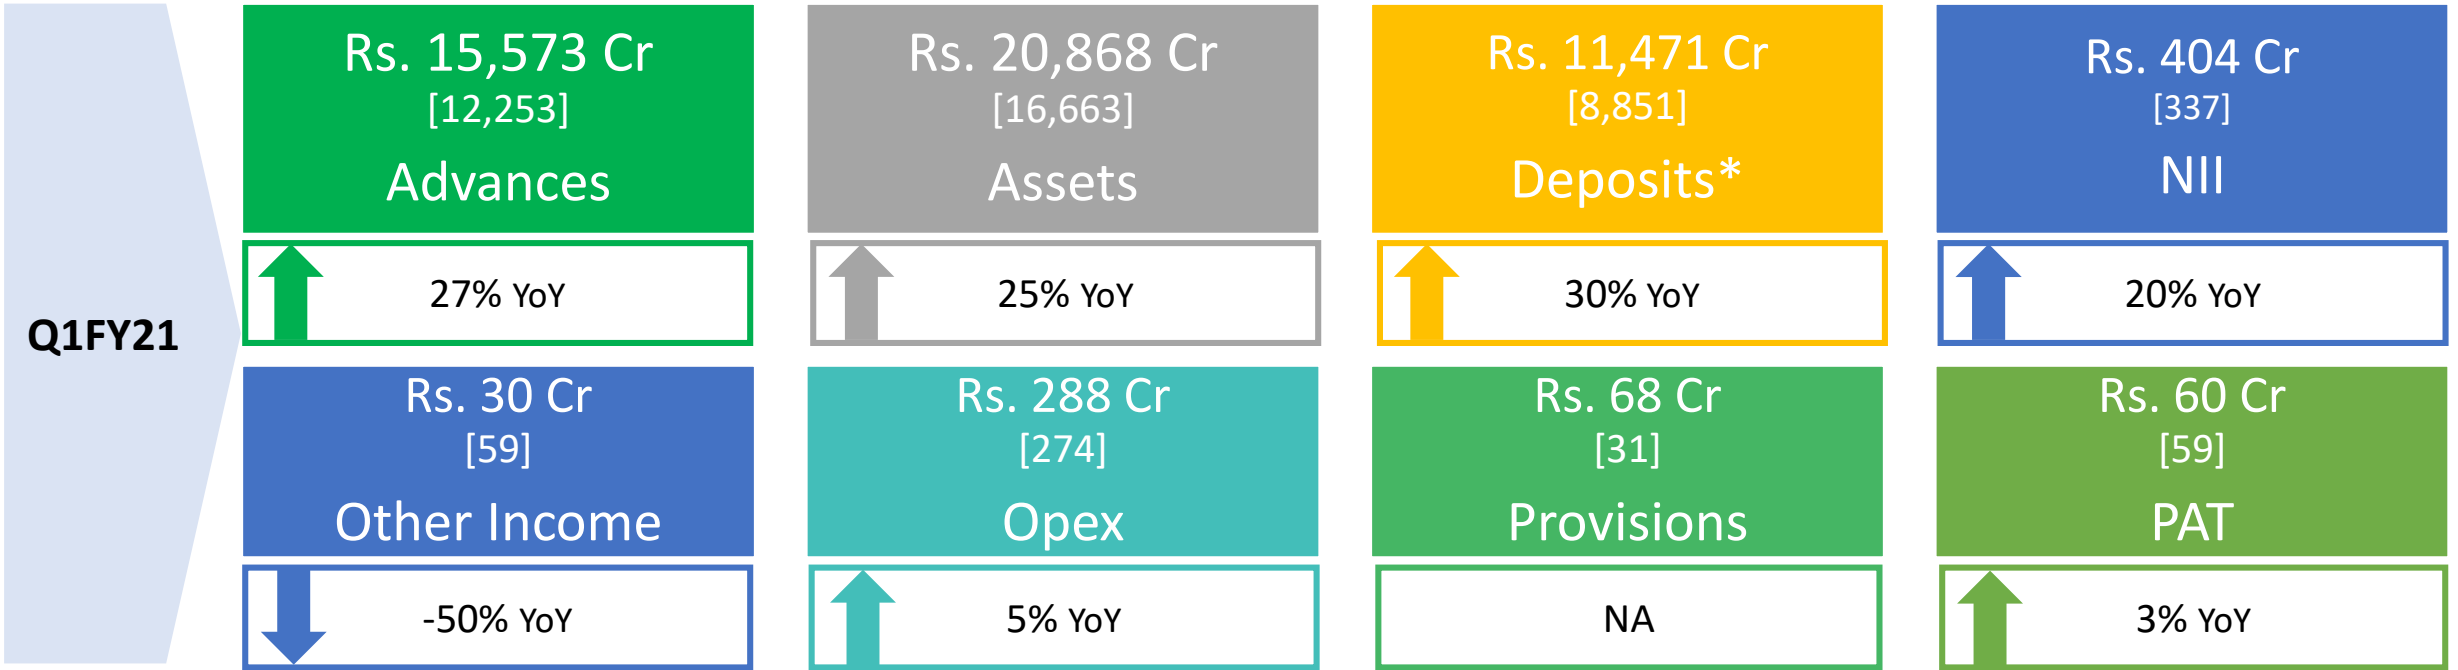 Q1FY21
Rs. 15,573 Cr
[12,253]
Advances
27% YoY
Rs. 20,868 Cr
[16,663]
Assets
25% YoY
Rs. 11,471 Cr
[8,851]
Deposits*
30% YoY
Rs. 404 Cr
[337]
NII
20% YoY
Rs. 30 Cr
[59]
Other Income
-50% YoY
Rs. 288 Cr
[274]
Opex
5% YoY
Rs. 68 Cr
[31]
Provisions
NA
Rs. 60 Cr
[59]
PAT
3% YoY